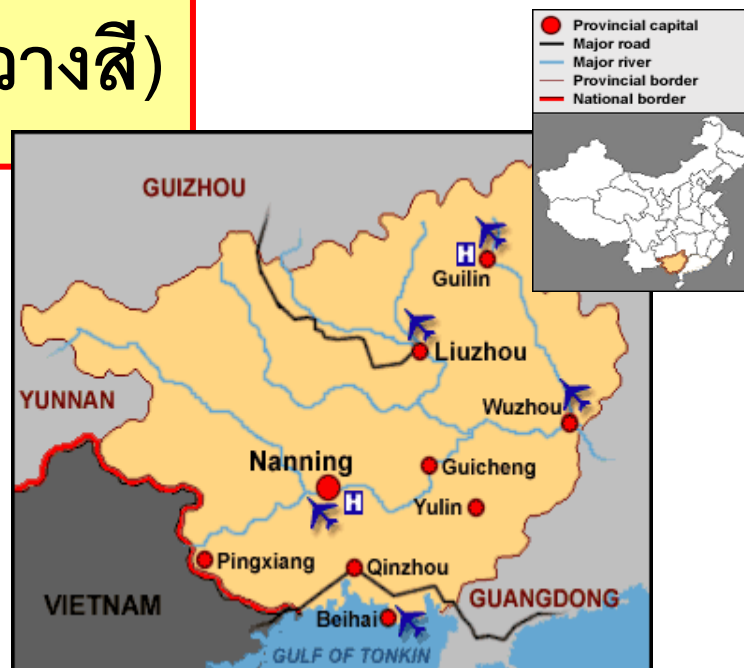 วางสี)
Provincial capital
Major road
Major river
Provincial border
National border
GUIZHOU
H
Guilin
Liuzhou
YUNNAN
Wuzhou
Nanning
Guicheng
H
Yulin
Pingxiang
Qinzhou
VIETNAM
GUANGDONG
Beihai
GULF OF TONKIN